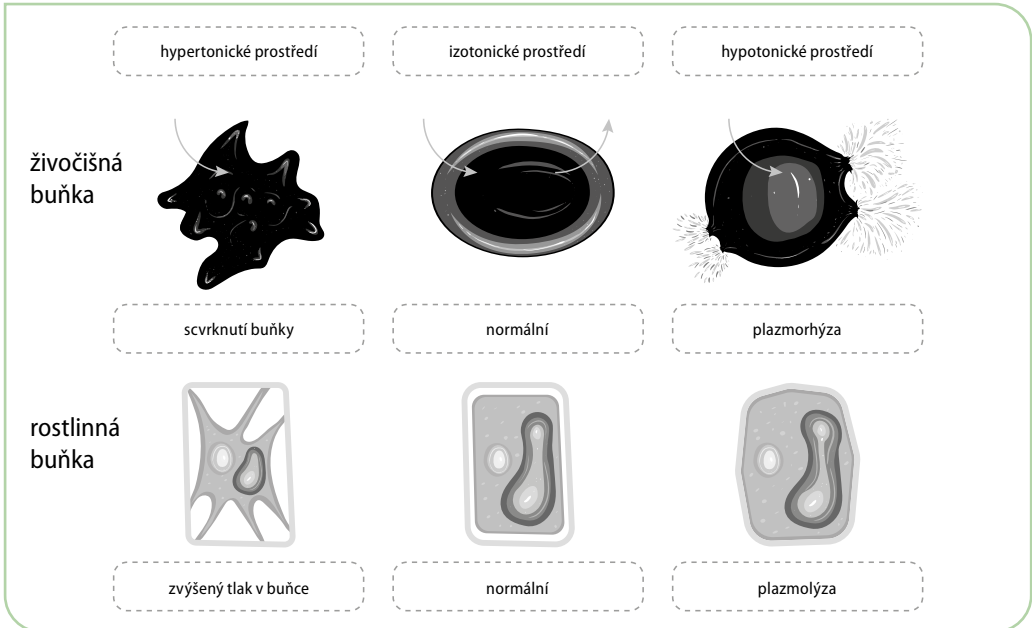 hypertonické prostředí
izotonické prostředí
hypotonické prostředí
živočišná
buňka
scvrknutí buňky
normální
plazmorhýza
rostlinná
buňka
zvýšený tlak v buňce
normální
plazmolýza